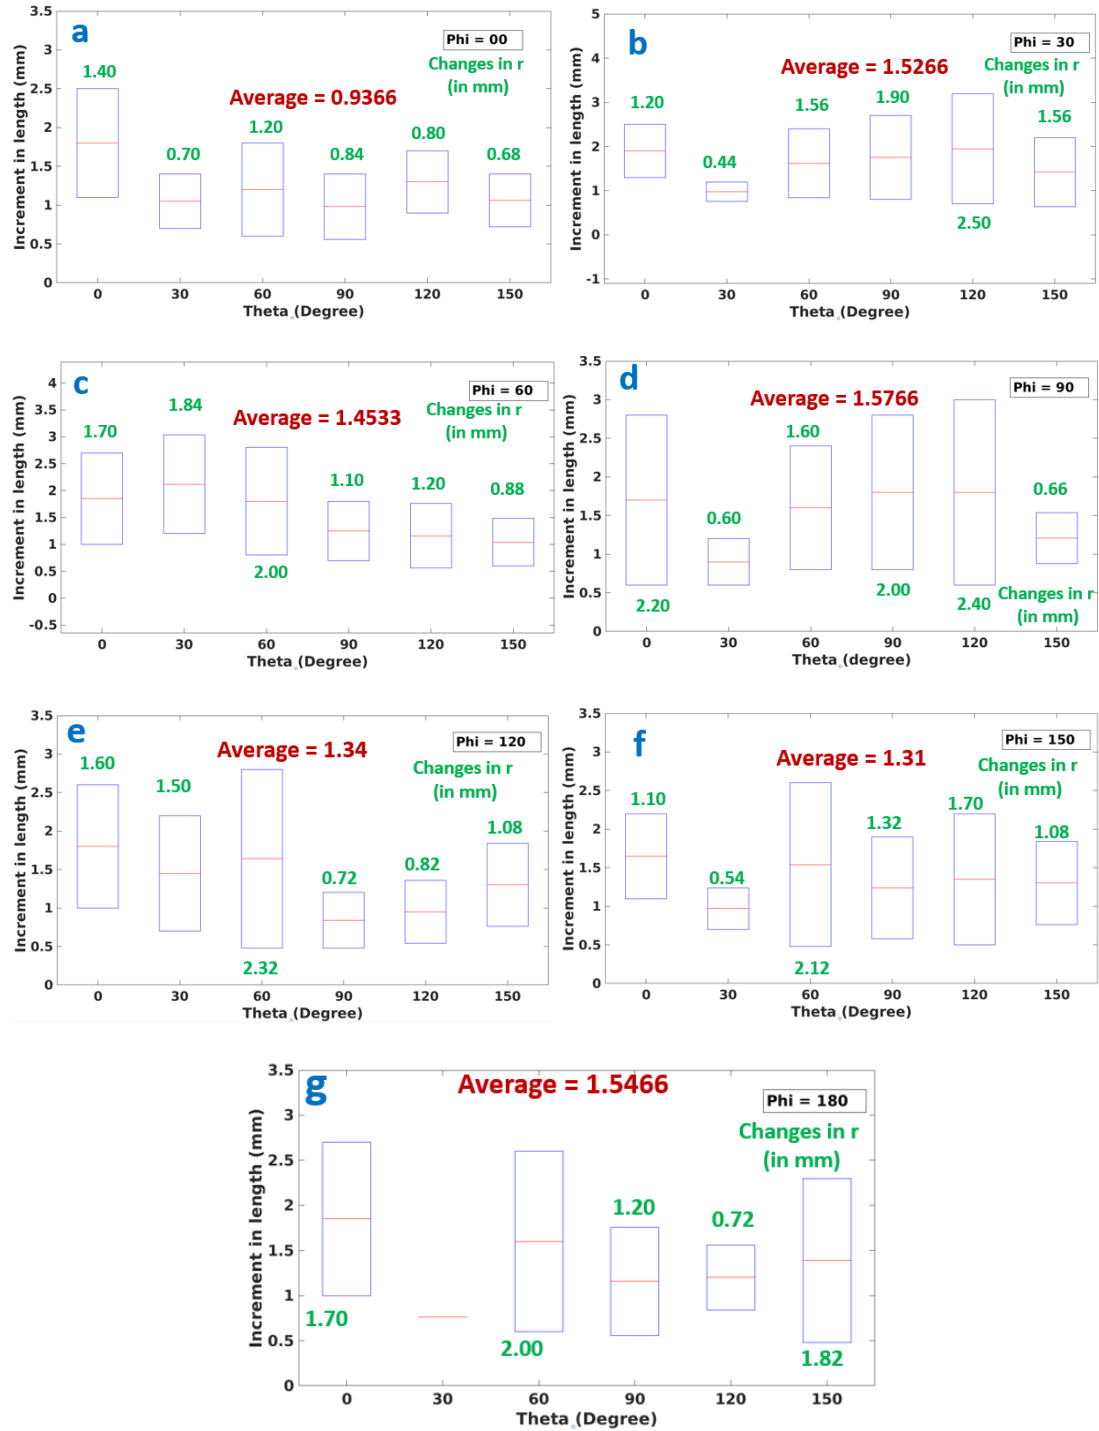 a
Phi = 00
Changes in r
(in mm)
Average = 0.9366
1.40
0.70
1.20
0.84
0.80
0.68
Increment in length (mm)
3.5
3
2.5
2
1.5
1
0.5
0
0 30 60 90 120 150
Theta (Degree)
b
Phi = 30
Changes in r
(in mm)
Average = 1.5266
1.20
0.44
1.56
1.90
2.50
1.56
Increment in length (mm)
5
4
3
2
1
0
-1
0 30 60 90 120 150
Theta (Degree)
c
Phi = 60
Changes in r
(in mm)
Average = 1.4533
1.70
1.84
2.00
1.10
1.20
0.88
Increment in length (mm)
4
3.5
3
2.5
2
1.5
1
0.5
0
-0.5
0 30 60 90 120 150
Theta (Degree)
d
Phi = 90
Average = 1.5766
2.20
0.60
1.60
2.00
2.40
0.66
Changes in r
(in mm)
Increment in length (mm)
3.5
3
2.5
2
1.5
1
0.5
0
0 30 60 90 120 150
Theta (degree)
e
Phi = 120
Changes in r
(in mm)
Average = 1.34
1.60
1.50
2.32
0.72
0.82
1.08
Increment in length (mm)
3.5
3
2.5
2
1.5
1
0.5
0
0 30 60 90 120 150
Theta (Degree)
f
Phi = 150
Changes in r
(in mm)
Average = 1.31
1.10
0.54
2.12
1.32
1.70
1.08
Increment in length (mm)
3.5
3
2.5
2
1.5
1
0.5
0
0 30 60 90 120 150
Theta (Degree)
g
Phi = 180
Changes in r
(in mm)
Average = 1.5466
1.70
2.00
1.20
0.72
1.82
Increment in length (mm)
3.5
3
2.5
2
1.5
1
0.5
0
0 30 60 90 120 150
Theta (Degree)